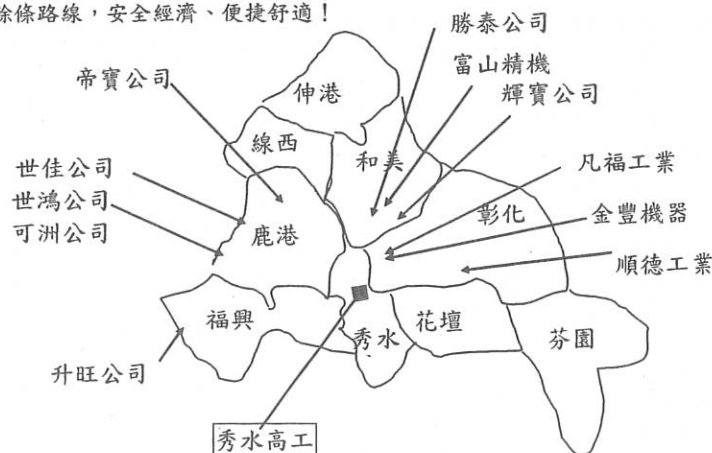 條路線，安全經濟、便捷舒適！
勝泰公司
富山精機
輝寶公司
帝寶公司
伸港
線西
和美
世佳公司
世鴻公司
可洲公司
凡福工業
彰化
金豐機器
鹿港
順德工業
福興
秀水
花壇
芬園
升旺公司
秀水高工